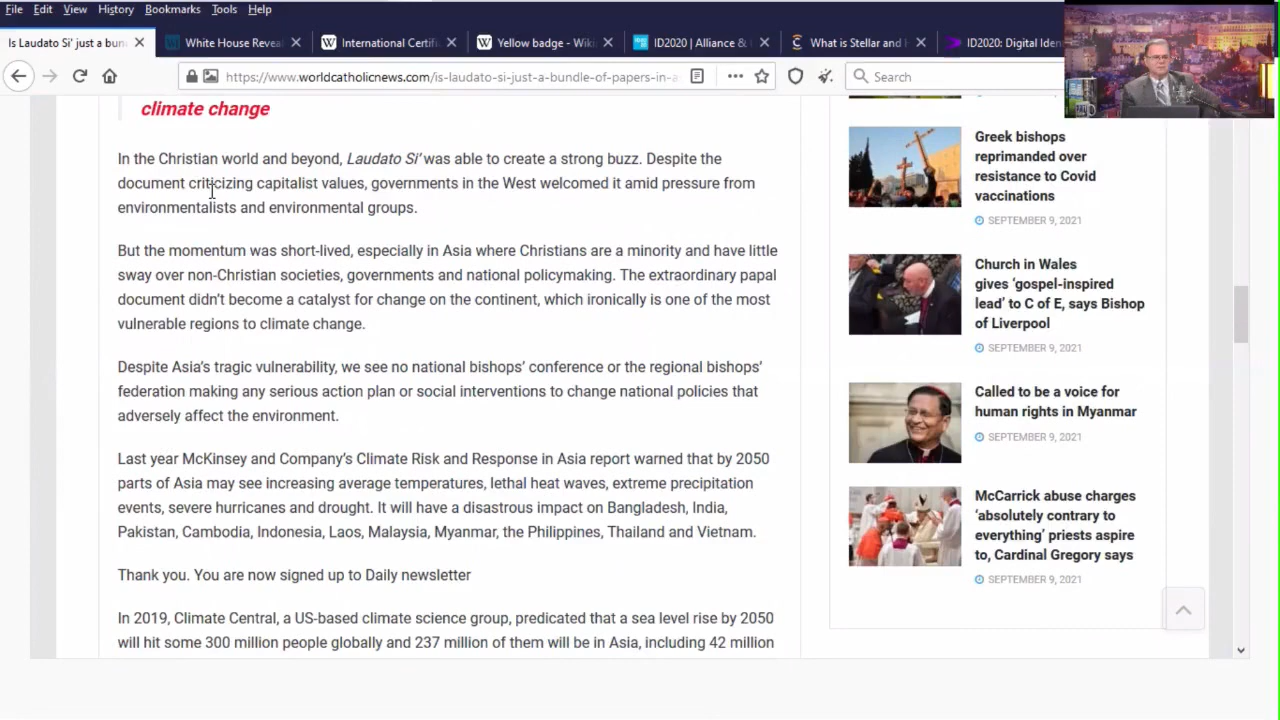 File Edit View History Bookmarks Tools Help
Is Laudato Si' just a bun
White House Revea
International Certifi
Yellow badge - Wiki
ID2020 | Alliance &
What is Stellar and H
ID2020: Digital Iden
https://www.worldcatholicnews.com/is-laudato-si-just-a-bundle-of-papers-in-a
Search
climate change
In the Christian world and beyond, Laudato Si' was able to create a strong buzz. Despite the
document criticizing capitalist values, governments in the West welcomed it amid pressure from
environmentalists and environmental groups.
But the momentum was short-lived, especially in Asia where Christians are a minority and have little
sway over non-Christian societies, governments and national policymaking. The extraordinary papal
document didn't become a catalyst for change on the continent, which ironically is one of the most
vulnerable regions to climate change.
Despite Asia's tragic vulnerability, we see no national bishops' conference or the regional bishops'
federation making any serious action plan or social interventions to change national policies that
adversely affect the environment.
Last year McKinsey and Company's Climate Risk and Response in Asia report warned that by 2050
parts of Asia may see increasing average temperatures, lethal heat waves, extreme precipitation
events, severe hurricanes and drought. It will have a disastrous impact on Bangladesh, India,
Pakistan, Cambodia, Indonesia, Laos, Malaysia, Myanmar, the Philippines, Thailand and Vietnam.
Thank you. You are now signed up to Daily newsletter
In 2019, Climate Central, a US-based climate science group, predicated that a sea level rise by 2050
will hit some 300 million people globally and 237 million of them will be in Asia, including 42 million
Greek bishops
reprimanded over
resistance to Covid
vaccinations
SEPTEMBER 9, 2021
Church in Wales
gives 'gospel-inspired
lead' to C of E, says Bishop
of Liverpool
SEPTEMBER 9, 2021
Called to be a voice for
human rights in Myanmar
SEPTEMBER 9, 2021
McCarrick abuse charges
'absolutely contrary to
everything' priests aspire
to, Cardinal Gregory says
SEPTEMBER 9, 2021